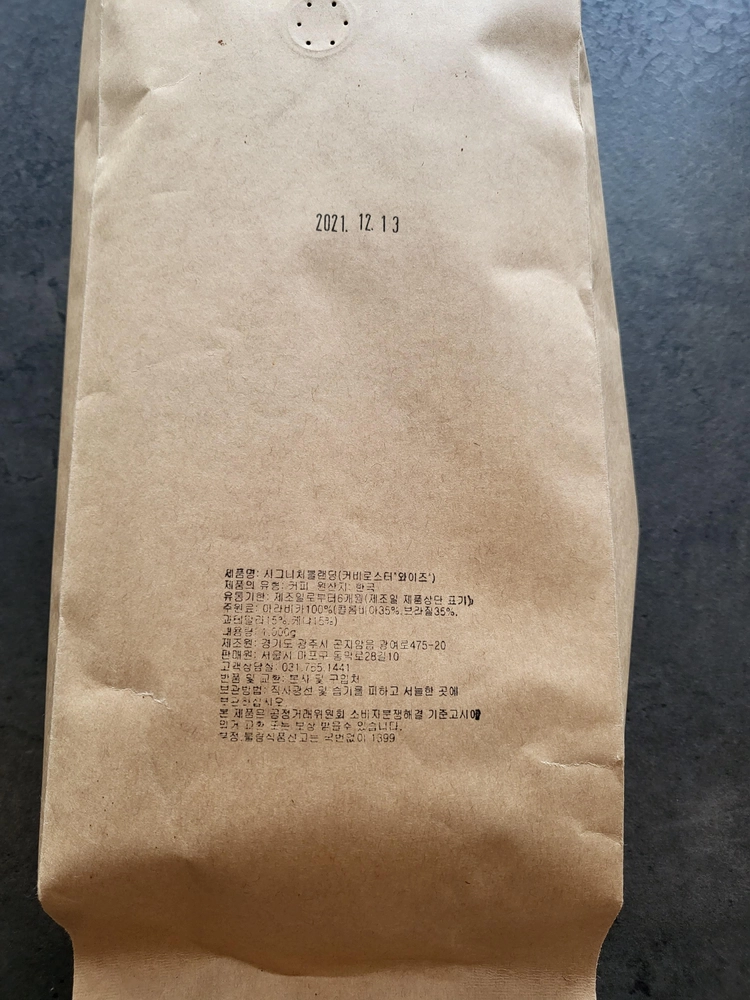 2021. 12. 13
제품명: 시그니처블랜딩(커비로스터'와이즈')
제품의 유형: 커피 원산지: 한국
유통기한: 제조일로부터6개월(제조일 제품상단 표기)
주원료: 아라비카100%(콜롬비아35%,브라질35%,
과테말라15%,케냐15%)
내용량: 1,000g
제조원: 경기도 광주시 곤지암읍 광여로475-20
판매원: 서울시 마포구 동막로28길10
고객상담실: 031.765.1441
반품 및 교환: 본사 및 구입처
보관방법: 직사광선 및 습기를 피하고 서늘한 곳에
보관하십시오
본 제품은 공정거래위원회 소비자분쟁해결 기준고시에
의거 교환 또는 보상 받을수 있습니다.
부정,불량식품신고는 국번없이 1399